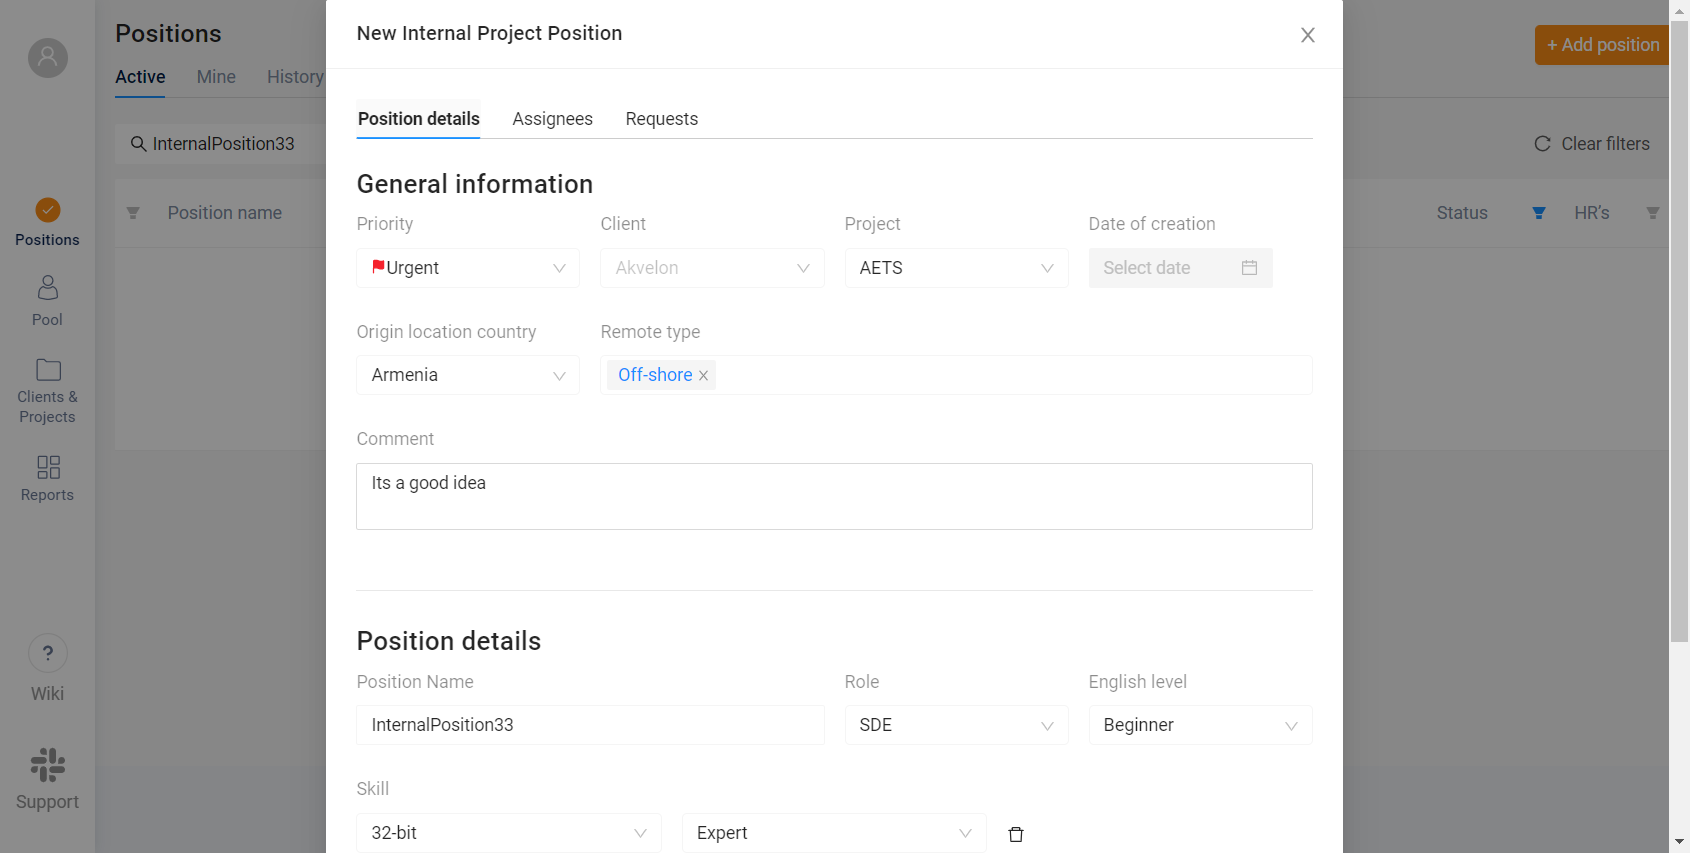 Positions
Active Mine History
InternalPosition33
Position name
Positions
Pool
Clients &
Projects
Reports
?
Wiki
Support
New Internal Project Position
Position details Assignees Requests
General information
Priority Client Project Date of creation
Urgent Akvelon AETS Select date
Origin location country Remote type
Armenia Off-shore
Comment
Its a good idea
Position details
Position Name Role English level
InternalPosition33 SDE Beginner
Skill
32-bit Expert
+ Add position
Clear filters
Status HR's